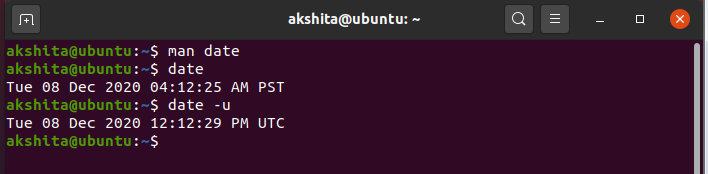 akshita@ubuntu: ~
akshita@ubuntu:~$ man date
akshita@ubuntu:~$ date
Tue 08 Dec 2020 04:12:25 AM PST
akshita@ubuntu:~$ date -u
Tue 08 Dec 2020 12:12:29 PM UTC
akshita@ubuntu:~$